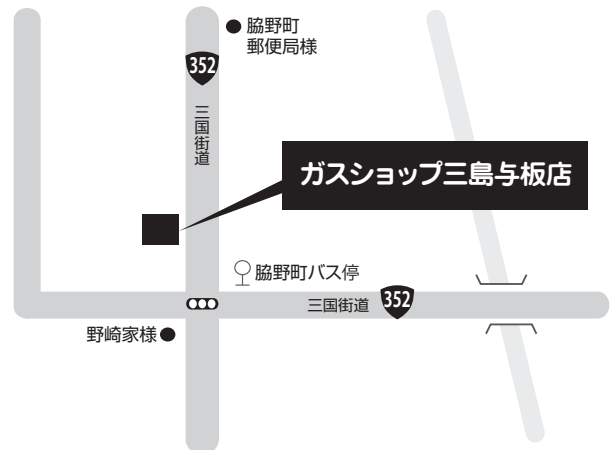 脇野町
郵便局様
352
三国街道
ガスショップ三島与板店
脇野町バス停
三国街道
352
野崎家様